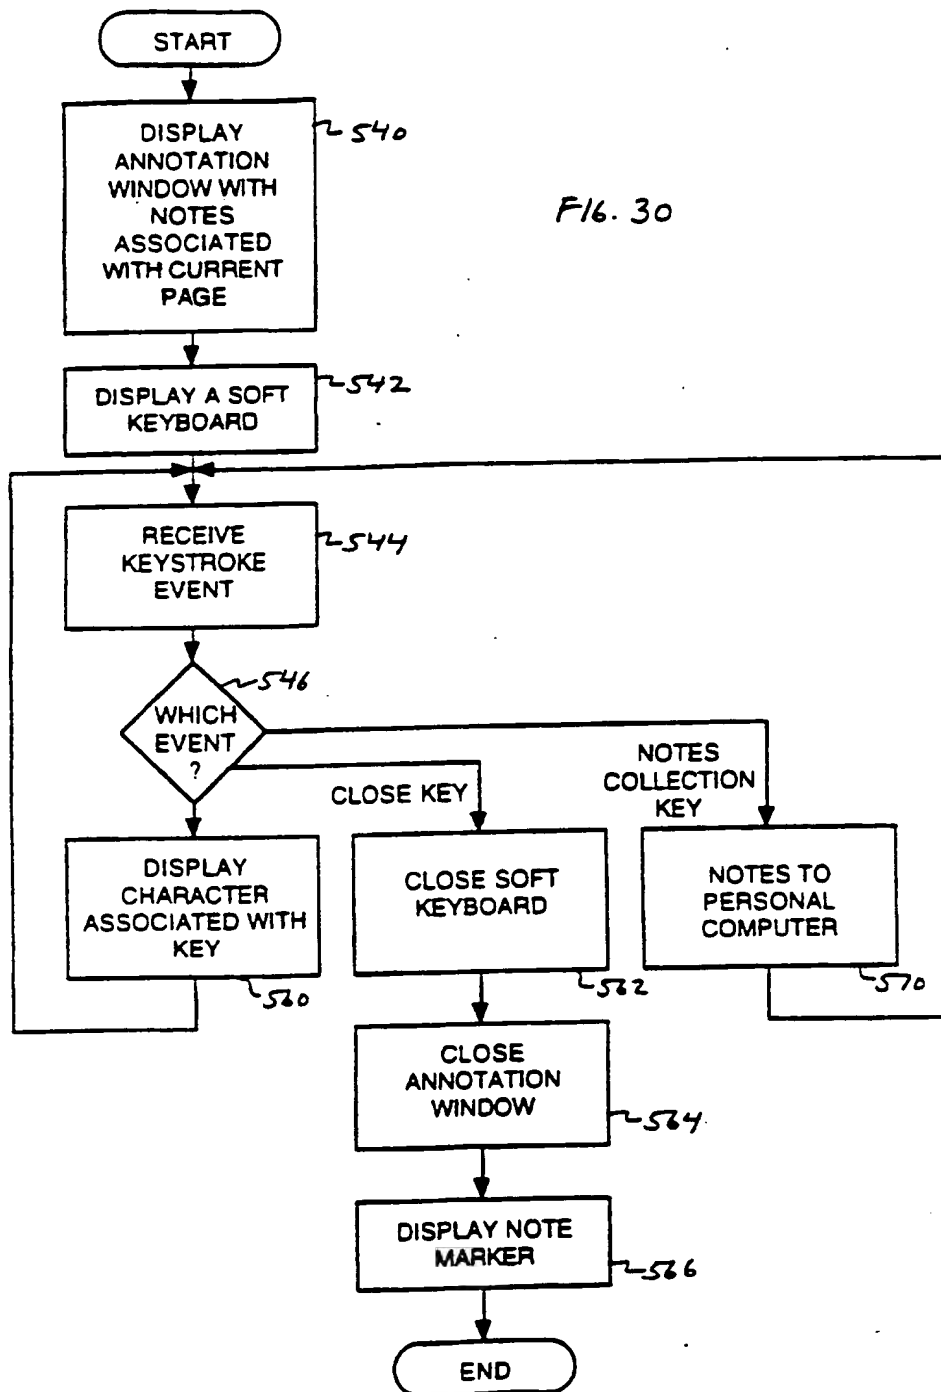 START
DISPLAY
ANNOTATION
WINDOW WITH
NOTES
ASSOCIATED
WITH CURRENT
PAGE
540
FIG. 30
DISPLAY A SOFT
KEYBOARD
542
RECEIVE
KEYSTROKE
EVENT
544
WHICH
EVENT
?
546
CLOSE KEY
NOTES
COLLECTION
KEY
DISPLAY
CHARACTER
ASSOCIATED WITH
KEY
560
CLOSE SOFT
KEYBOARD
562
NOTES TO
PERSONAL
COMPUTER
570
CLOSE
ANNOTATION
WINDOW
564
DISPLAY NOTE
MARKER
566
END